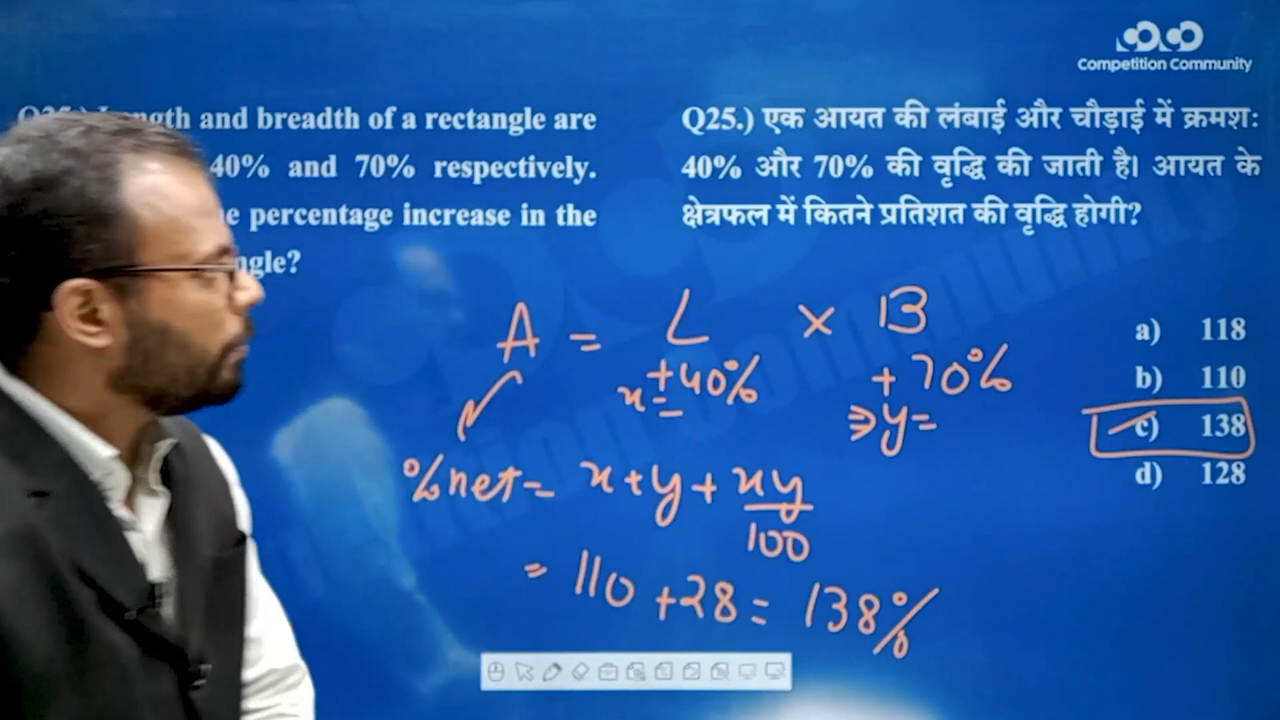 Competition Community
and breadth of a rectangle are
40% and 70% respectively.
percentage increase in the
Q25.) एक आयत की लंबाई और चौड़ाई में क्रमश:
40% और 70% की वृद्धि की जाती है। आयत के
क्षेत्रफल में कितने प्रतिशत की वृद्धि होगी?
A = L × B
x = +40% +70%
⇒ y =
% net = x + y + xy/100
= 110 + 28 = 138%
a) 118
b) 110
c) 138
d) 128